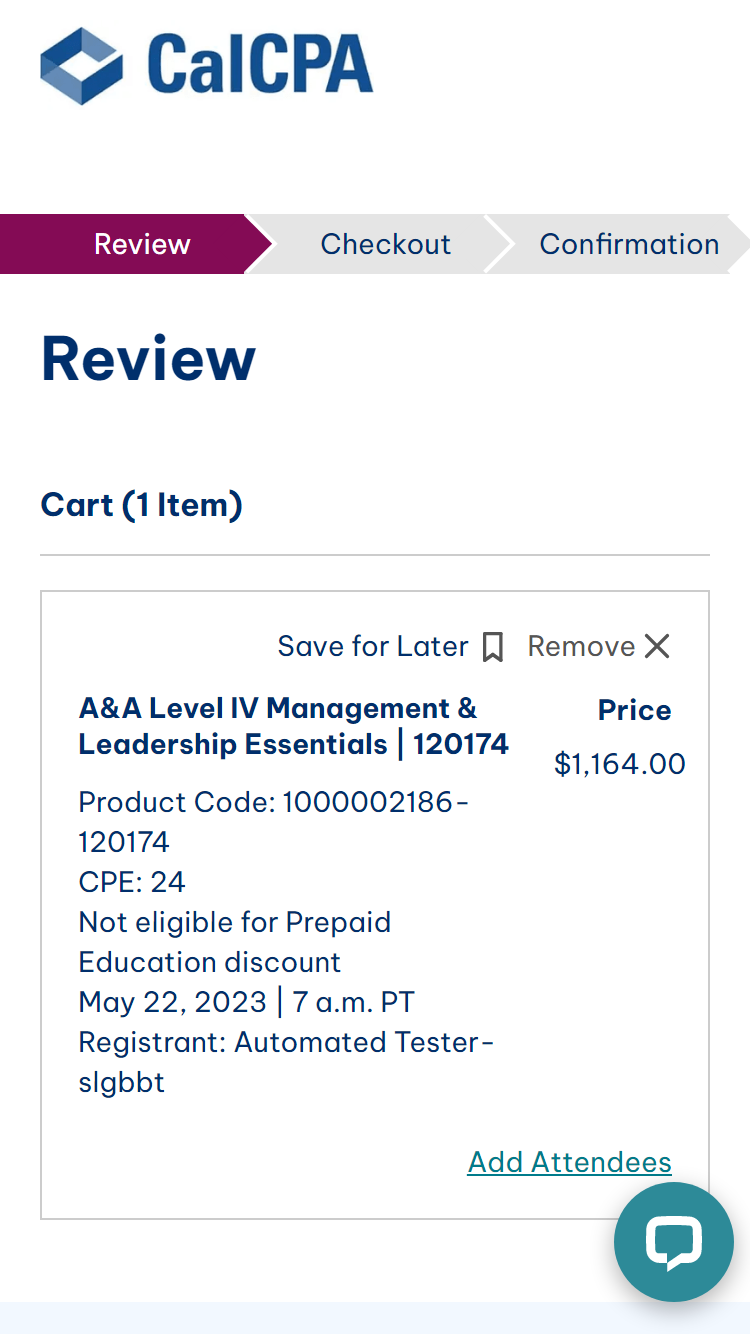 CalCPA
Review
Checkout
Confirmation
Review
Cart (1 Item)
Save for Later
Remove
A&A Level IV Management &
Leadership Essentials | 120174
Price
$1,164.00
Product Code: 1000002186-
120174
CPE: 24
Not eligible for Prepaid
Education discount
May 22, 2023 | 7 a.m. PT
Registrant: Automated Tester-
slgbbt
Add Attendees